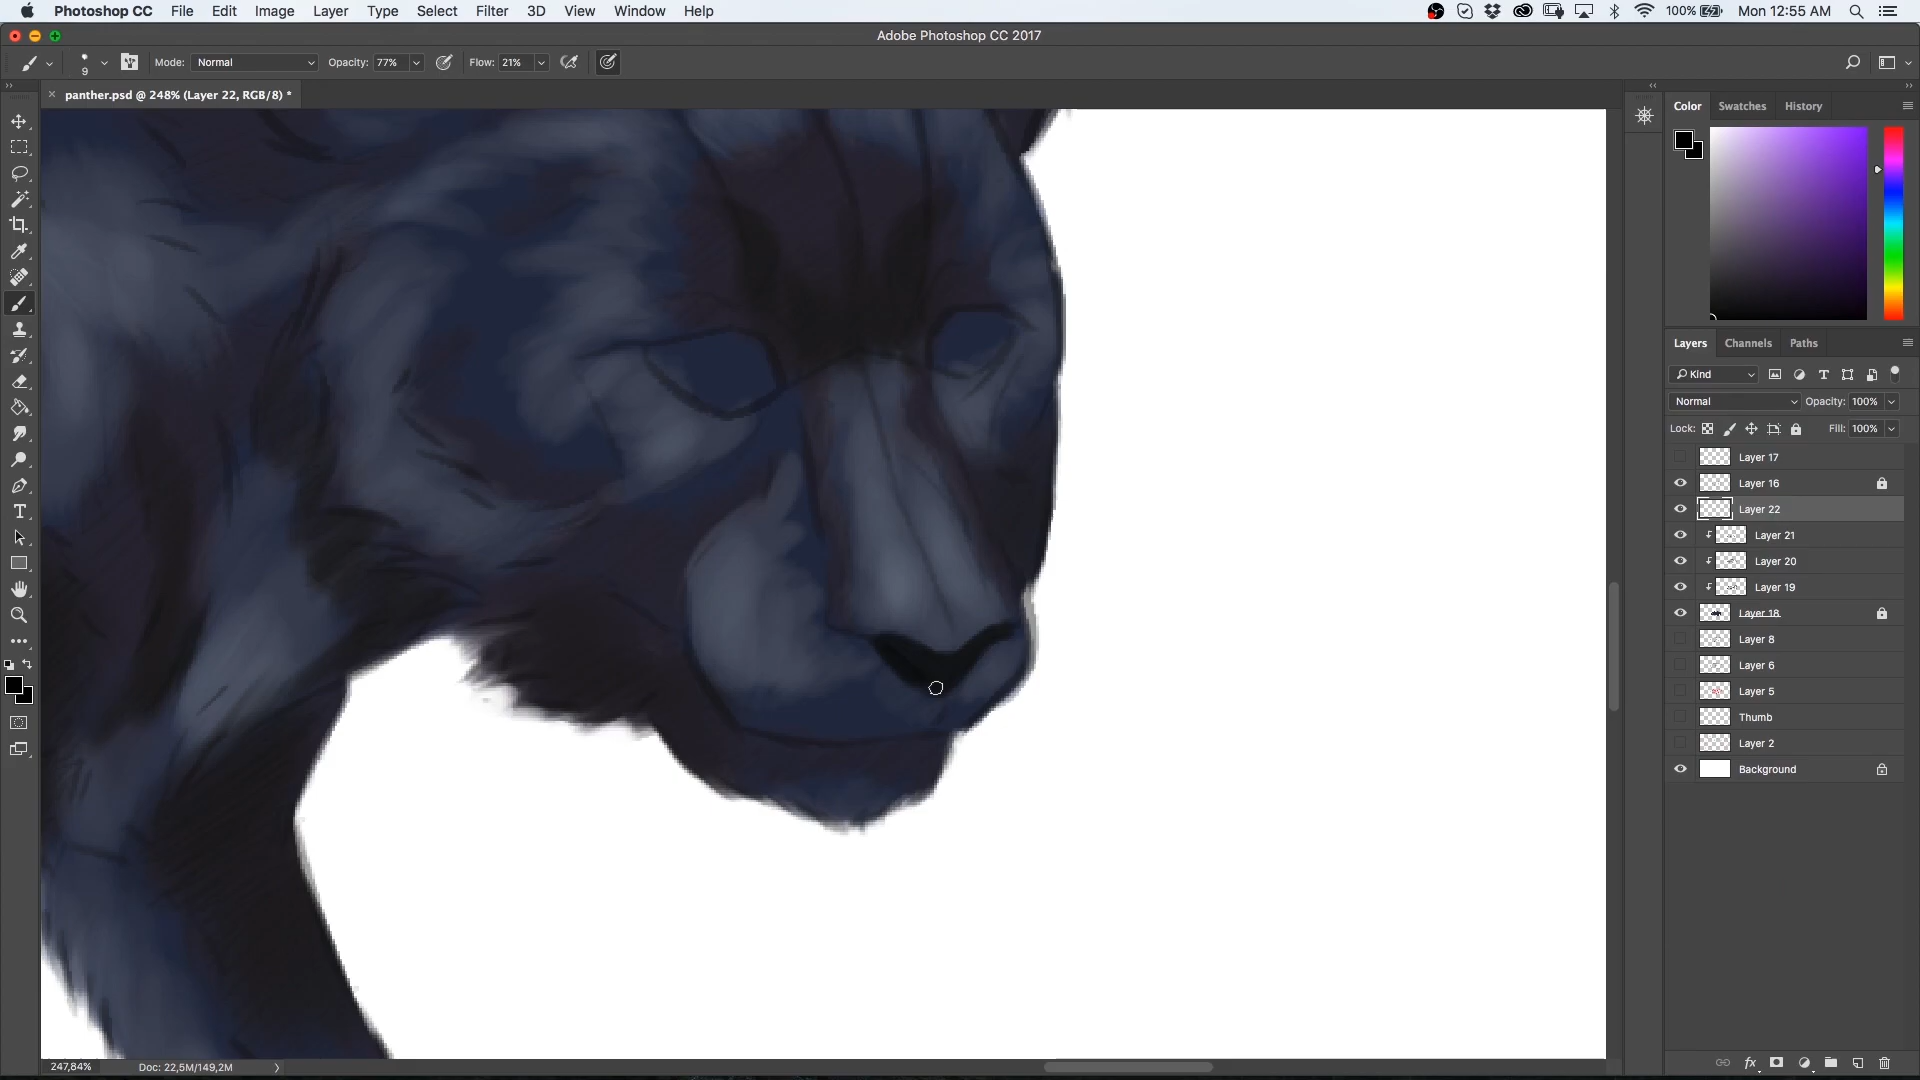 Photoshop CC File Edit Image Layer Type Select Filter 3D View Window Help 100% Mon 12:55 AM
Adobe Photoshop CC 2017
9 Mode: Normal Opacity: 77% Flow: 21%
panther.psd @ 248% (Layer 22, RGB/8) *
Color Swatches History
Layers Channels Paths
Kind
Normal Opacity: 100%
Lock: Fill: 100%
Layer 17
Layer 16
Layer 22
Layer 21
Layer 20
Layer 19
Layer 18
Layer 8
Layer 6
Layer 5
Thumb
Layer 2
Background
247,84% Doc: 22,5M/149,2M